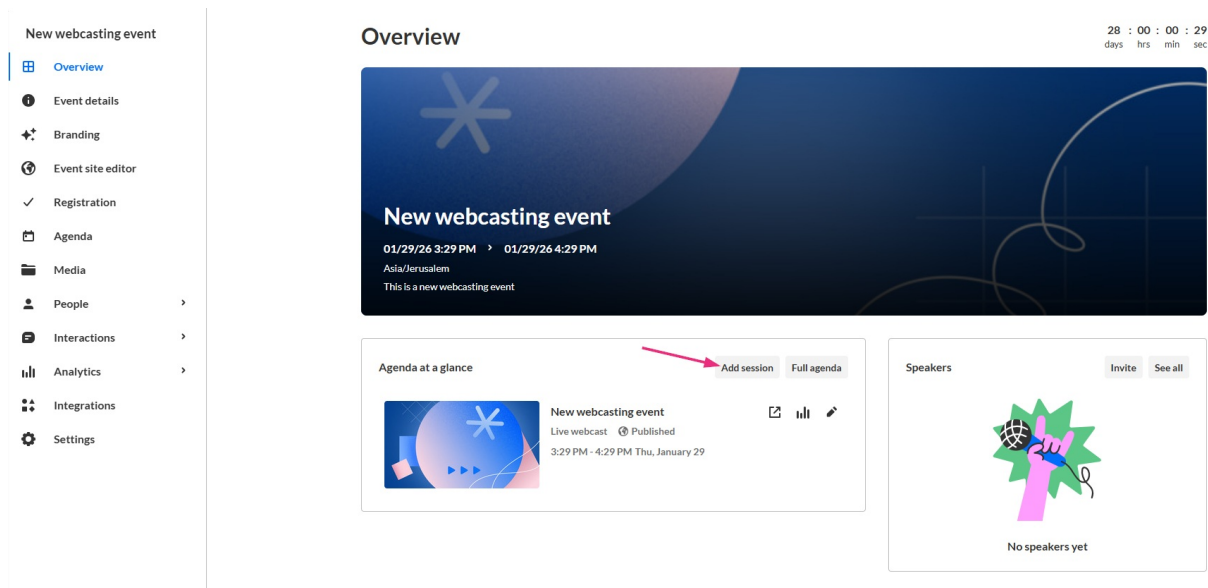 New webcasting event
Overview
Event details
Branding
Event site editor
Registration
Agenda
Media
People
Interactions
Analytics
Integrations
Settings
Overview
28 : 00 : 00 : 29
days hrs min sec
New webcasting event
01/29/26 3:29 PM > 01/29/26 4:29 PM
Asia/Jerusalem
This is a new webcasting event
Agenda at a glance
Add session
Full agenda
New webcasting event
Live webcast Published
3:29 PM - 4:29 PM Thu, January 29
Speakers
Invite
See all
No speakers yet